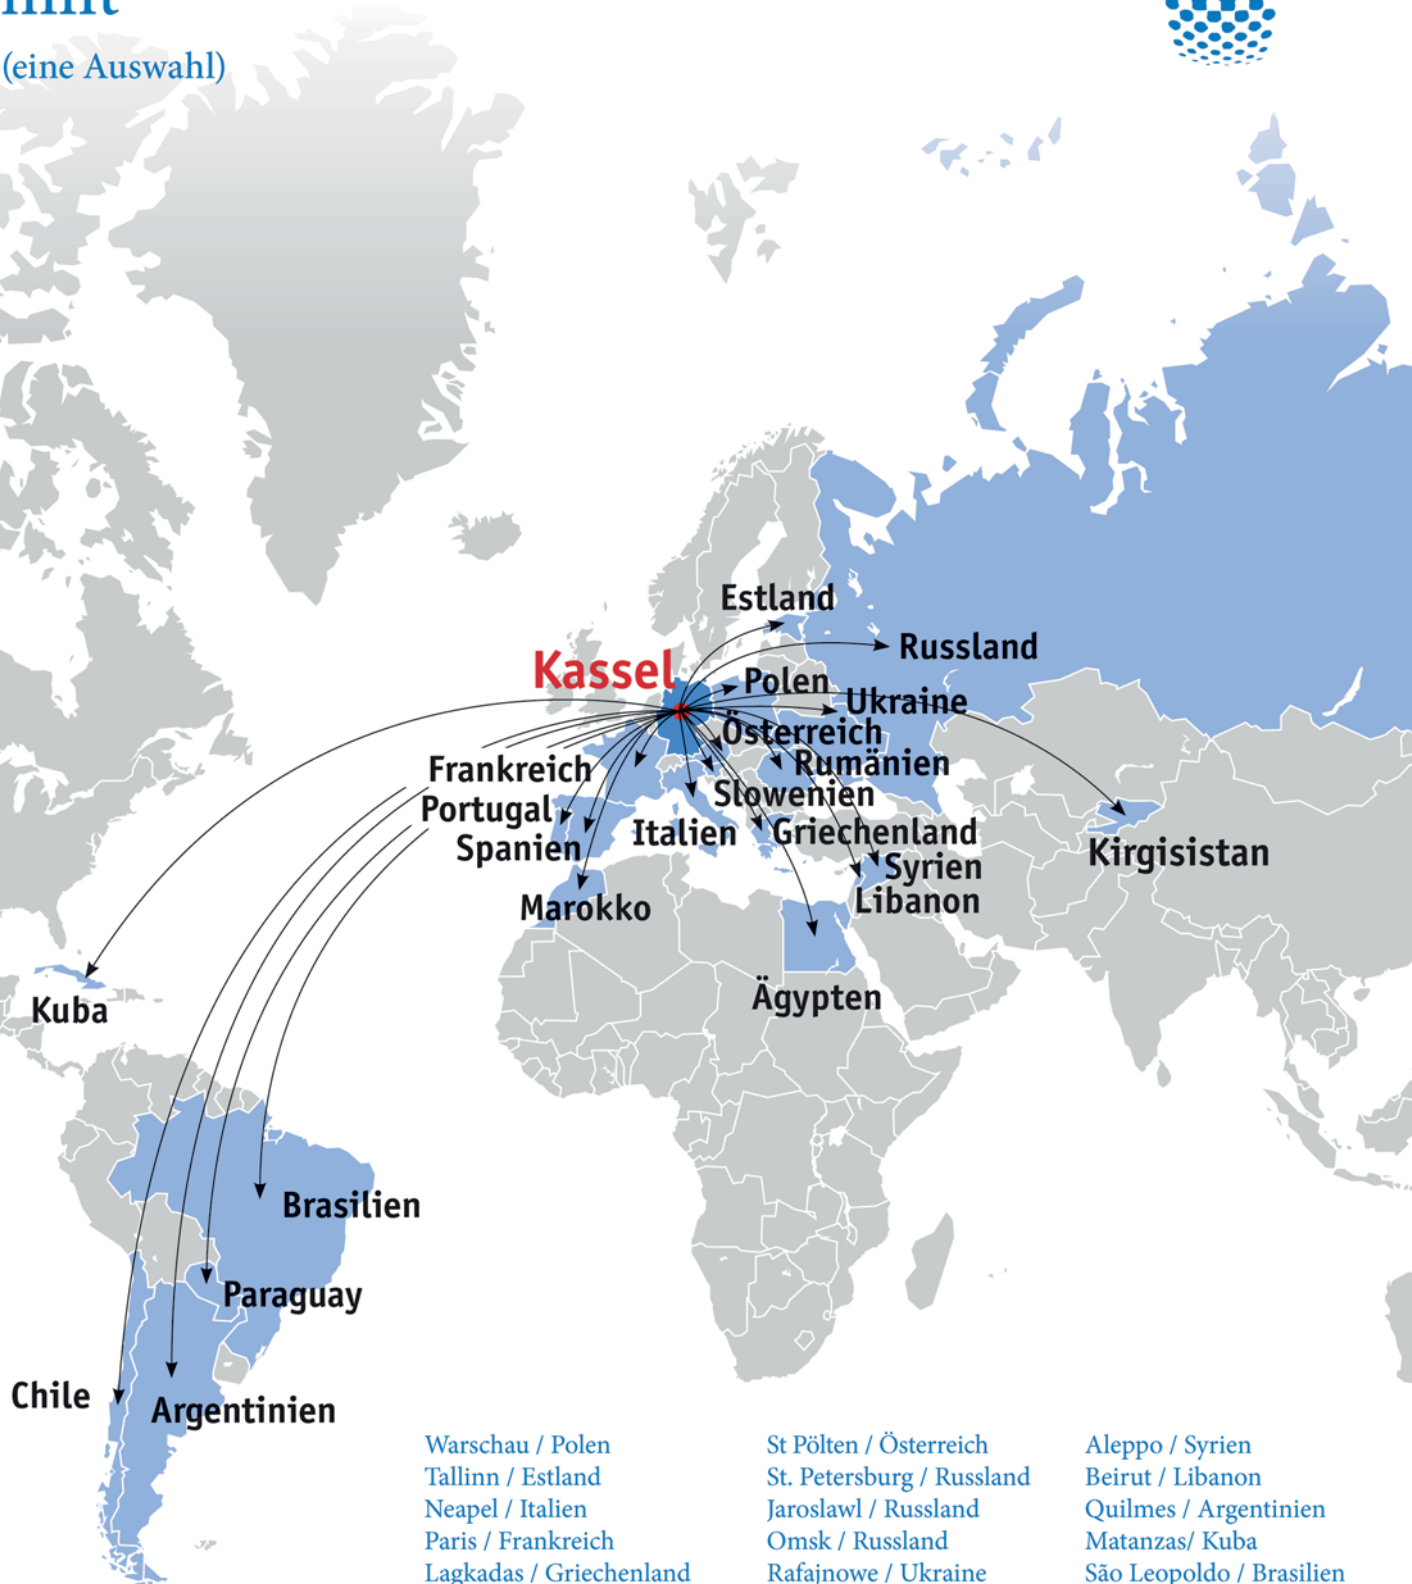 (eine Auswahl)
Estland
Russland
Kassel
Polen
Ukraine
Österreich
Frankreich
Rumänien
Slowenien
Portugal
Italien
Griechenland
Spanien
Kirgisistan
Syrien
Libanon
Marokko
Ägypten
Kuba
Brasilien
Paraguay
Chile
Argentinien
Warschau / Polen
Tallinn / Estland
Neapel / Italien
Paris / Frankreich
Lagkadas / Griechenland
St Pölten / Österreich
St. Petersburg / Russland
Jaroslawl / Russland
Omsk / Russland
Rafajnowe / Ukraine
Aleppo / Syrien
Beirut / Libanon
Quilmes / Argentinien
Matanzas/ Kuba
São Leopoldo / Brasilien